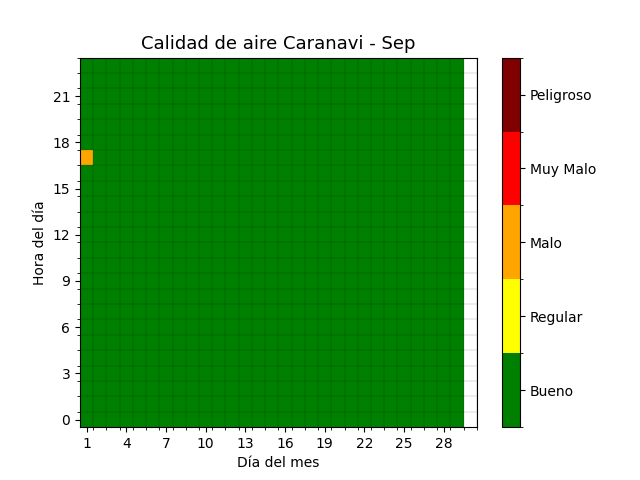 Calidad de aire Caranavi - Sep
Hora del día
21
18
15
12
9
6
3
0
1 4 7 10 13 16 19 22 25 28
Día del mes
Peligroso
Muy Malo
Malo
Regular
Bueno